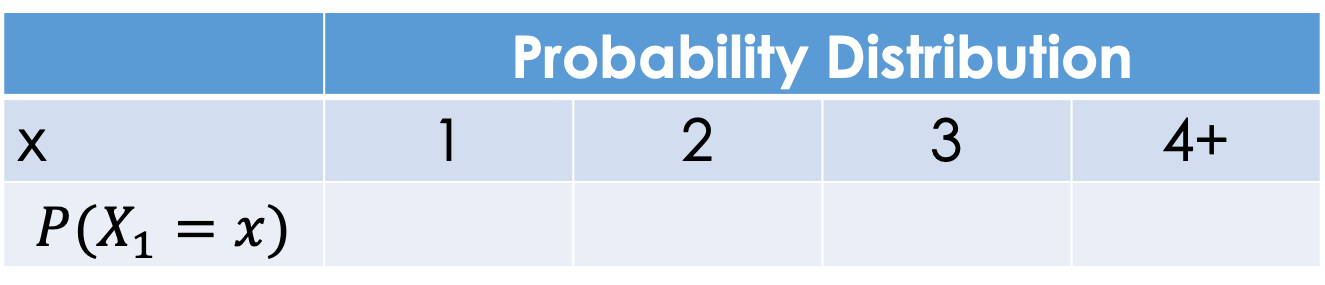 Probability Distribution
x 1 2 3 4+
P(X₁ = x)